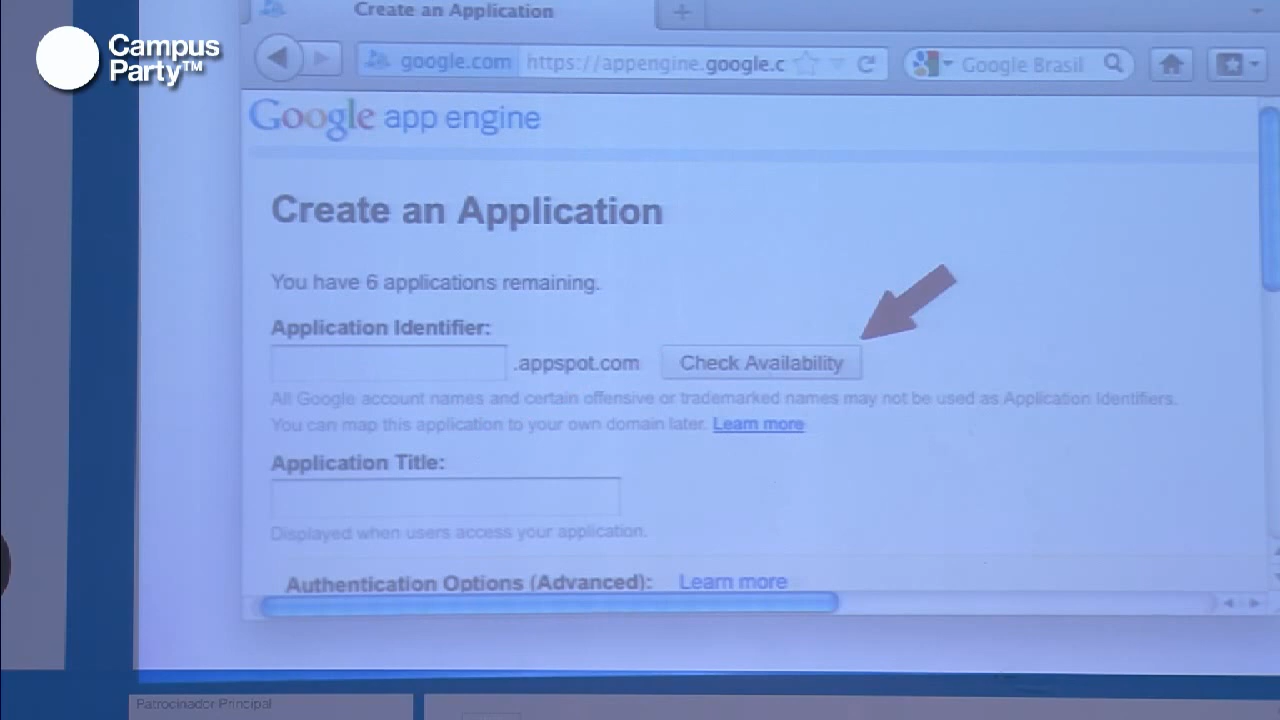 Campus
Party™
Create an Application
google.com https://appengine.google.c Google Brasil
Google app engine
Create an Application
You have 6 applications remaining.
Application Identifier:
.appspot.com Check Availability
All Google account names and certain offensive or trademarked names may not be used as Application Identifiers.
You can map this application to your own domain later. Learn more
Application Title:
Displayed when users access your application.
Authentication Options (Advanced): Learn more
Patrocinador Principal